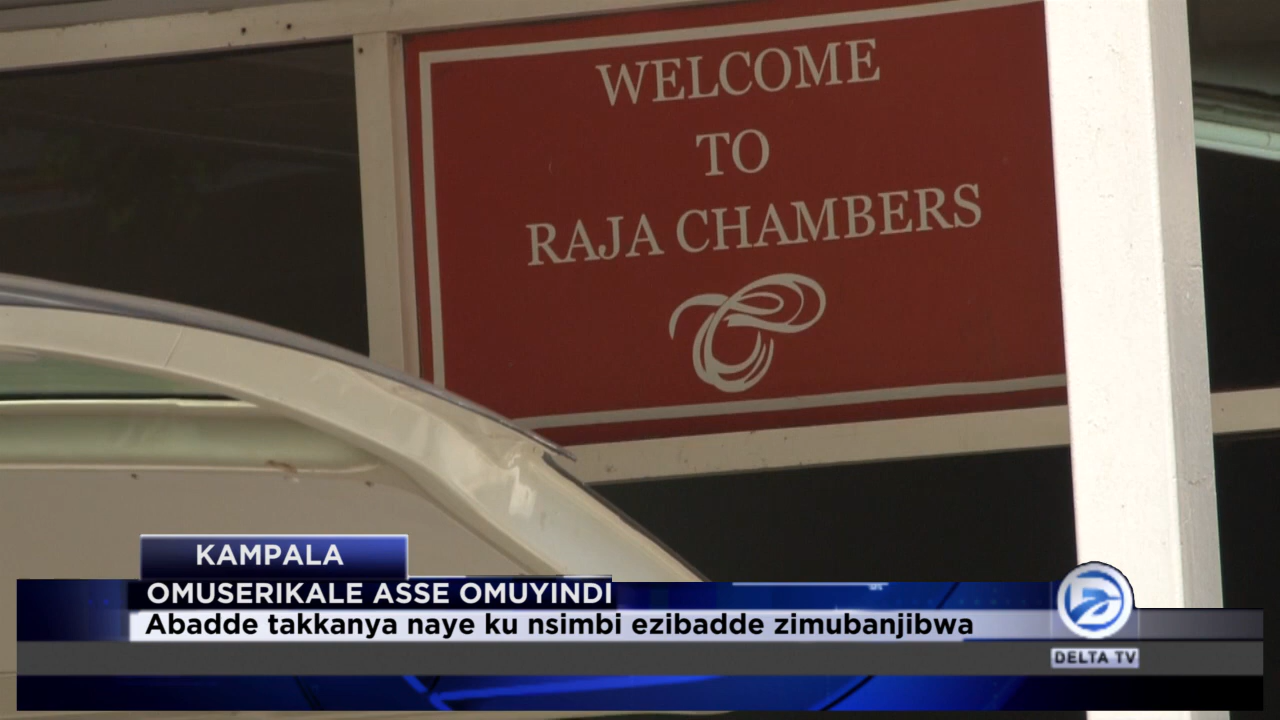 WELCOME
TO
RAJA CHAMBERS
KAMPALA
OMUSERIKALE ASSE OMUYINDI
Abadde takkanya naye ku nsimbi ezibadde zimubanjibwa
DELTA TV